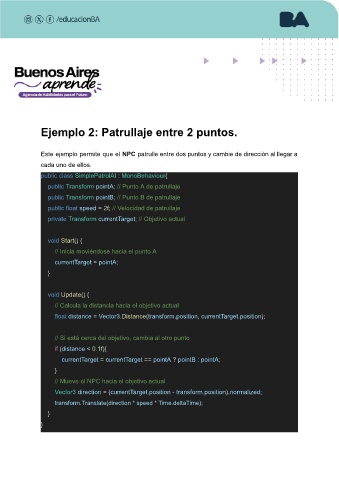 /educacionBA
BA
Buenos Aires
aprende
Agencia de Habilidades para el Futuro
Ejemplo 2: Patrullaje entre 2 puntos.
Este ejemplo permite que el NPC patrulle entre dos puntos y cambie de dirección al llegar a
cada uno de ellos.
public class SimplePatrolAI : MonoBehaviour{
public Transform pointA; // Punto A de patrullaje
public Transform pointB; // Punto B de patrullaje
public float speed = 2f; // Velocidad de patrullaje
private Transform currentTarget; // Objetivo actual
void Start() {
// Inicia moviéndose hacia el punto A
currentTarget = pointA;
}
void Update() {
// Calcula la distancia hacia el objetivo actual
float distance = Vector3.Distance(transform.position, currentTarget.position);
// Si está cerca del objetivo, cambia al otro punto
if (distance < 0.1f){
currentTarget = currentTarget == pointA ? pointB : pointA;
}
// Mueve el NPC hacia el objetivo actual
Vector3 direction = (currentTarget.position - transform.position).normalized;
transform.Translate(direction * speed * Time.deltaTime);
}
}